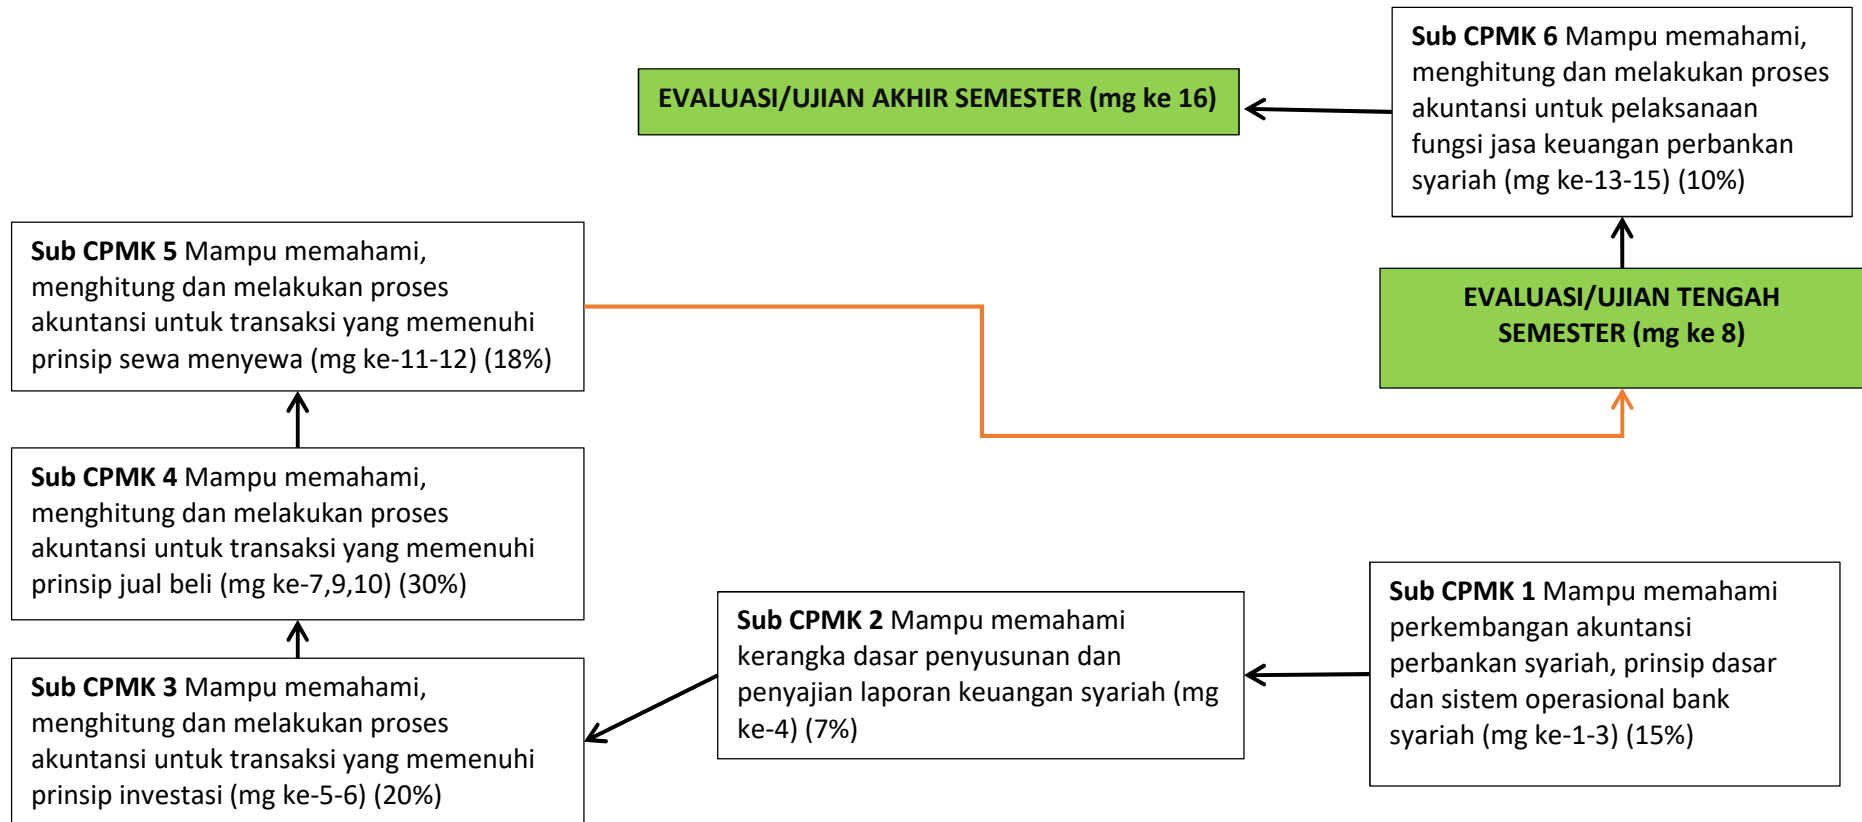 EVALUASI/UJIAN AKHIR SEMESTER (mg ke 16)
Sub CPMK 6 Mampu memahami,
menghitung dan melakukan proses
akuntansi untuk pelaksanaan
fungsi jasa keuangan perbankan
syariah (mg ke-13-15) (10%)
Sub CPMK 5 Mampu memahami,
menghitung dan melakukan proses
akuntansi untuk transaksi yang memenuhi
prinsip sewa menyewa (mg ke-11-12) (18%)
EVALUASI/UJIAN TENGAH
SEMESTER (mg ke 8)
Sub CPMK 4 Mampu memahami,
menghitung dan melakukan proses
akuntansi untuk transaksi yang memenuhi
prinsip jual beli (mg ke-7,9,10) (30%)
Sub CPMK 3 Mampu memahami,
menghitung dan melakukan proses
akuntansi untuk transaksi yang memenuhi
prinsip investasi (mg ke-5-6) (20%)
Sub CPMK 2 Mampu memahami
kerangka dasar penyusunan dan
penyajian laporan keuangan syariah (mg
ke-4) (7%)
Sub CPMK 1 Mampu memahami
perkembangan akuntansi
perbankan syariah, prinsip dasar
dan sistem operasional bank
syariah (mg ke-1-3) (15%)